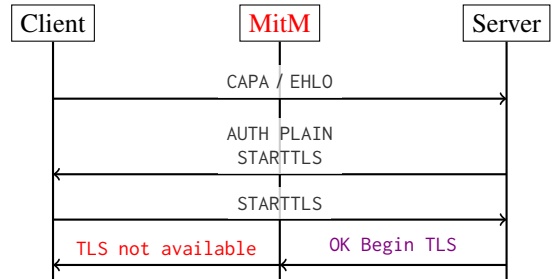 Client MitM Server
CAPA / EHLO
AUTH PLAIN
STARTTLS
STARTTLS
TLS not available OK Begin TLS